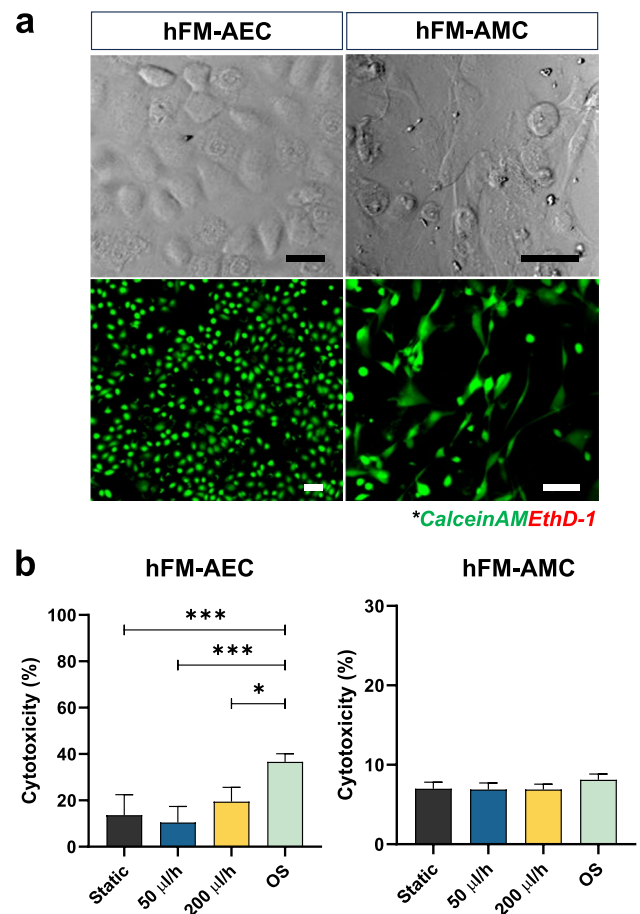 a
hFM-AEC hFM-AMC
*CalceinAMEthD-1
b
hFM-AEC hFM-AMC
Cytotoxicity (%)
100
80
60
40
20
0
***
***
*
Static 50 µl/h 200 µl/h OS
Cytotoxicity (%)
30
20
10
0
Static 50 µl/h 200 µl/h OS